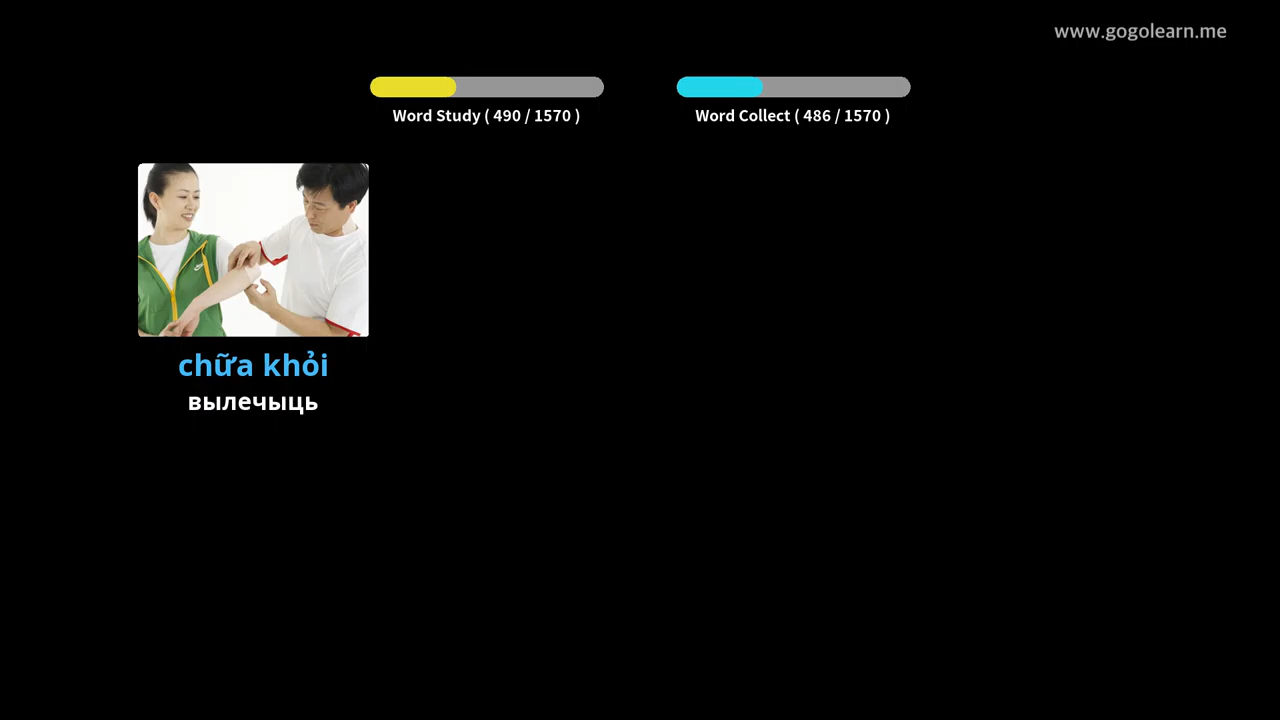 www.gogolearn.me
Word Study ( 490 / 1570 )
Word Collect ( 486 / 1570 )
chữa khỏi
вылечыць